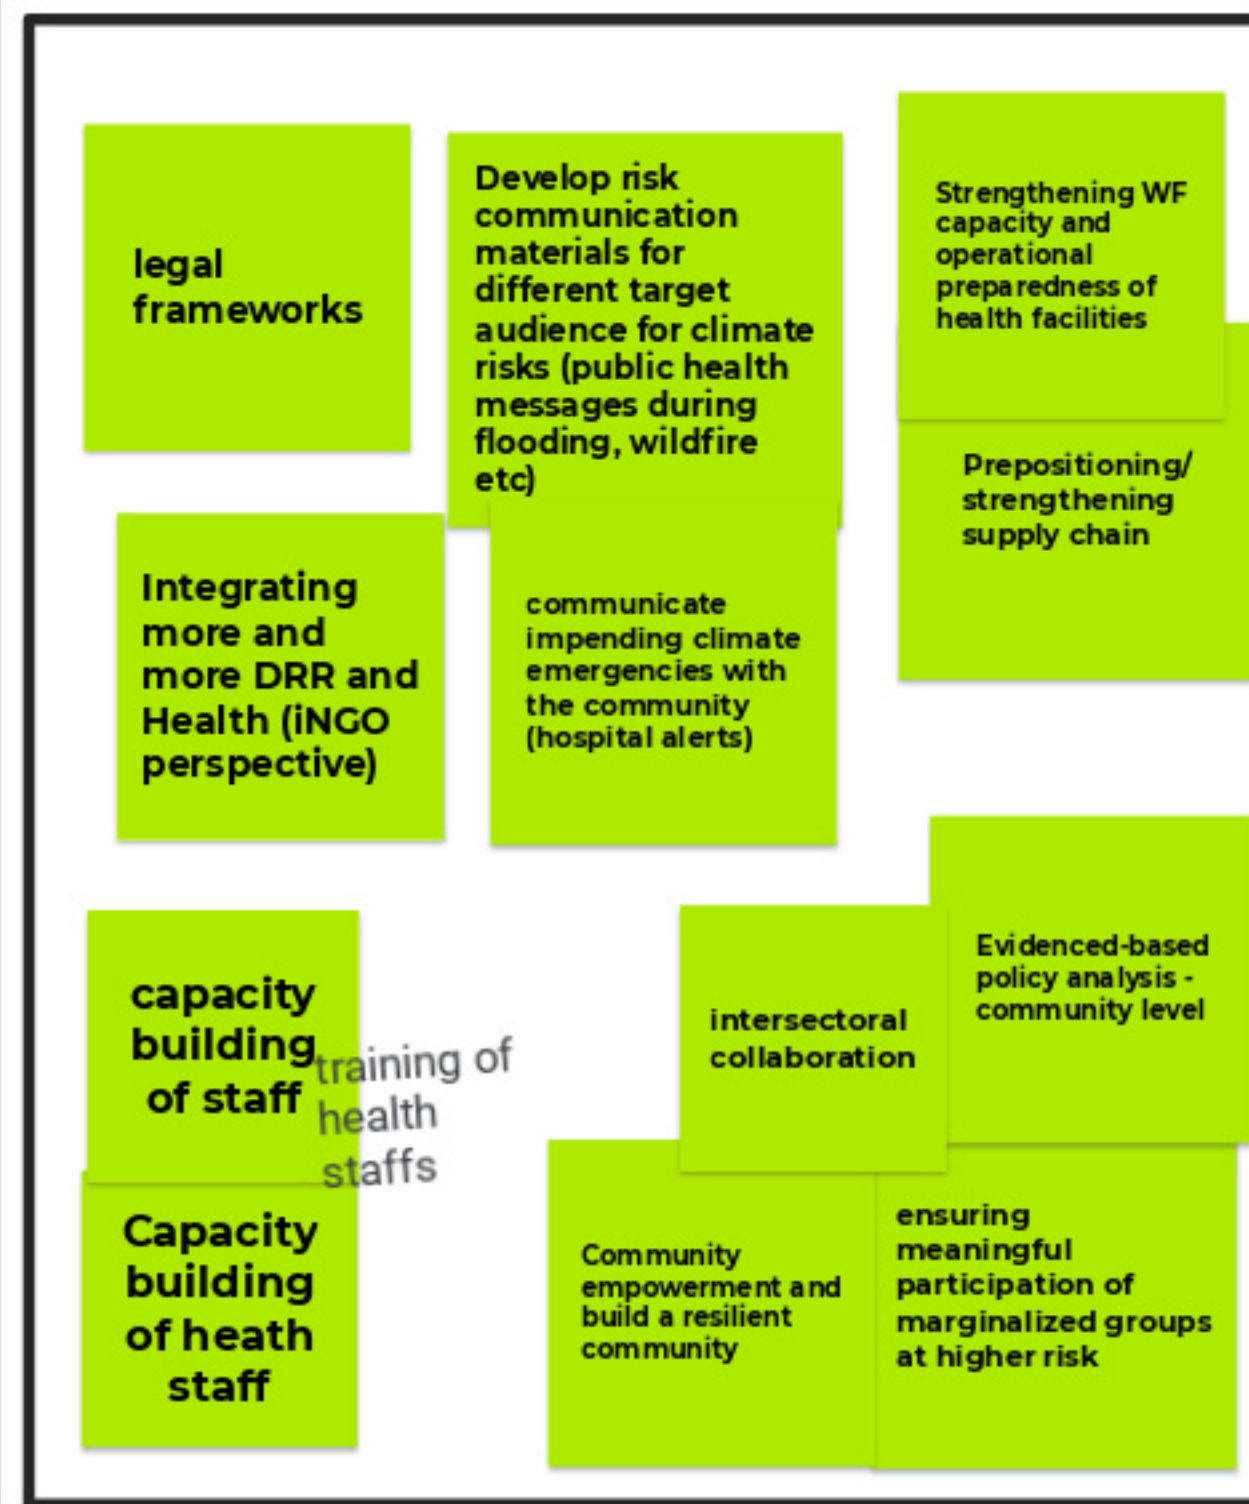 legal
frameworks
Develop risk
communication
materials for
different target
audience for climate
risks (public health
messages during
flooding, wildfire
etc)
Strengthening WF
capacity and
operational
preparedness of
health facilities
Prepositioning/
strengthening
supply chain
Integrating
more and
more DRR and
Health (iNGO
perspective)
communicate
impending climate
emergencies with
the community
(hospital alerts)
capacity
building
of staff
training of
health
staffs
Capacity
building
of heath
staff
intersectoral
collaboration
Evidenced-based
policy analysis -
community level
Community
empowerment and
build a resilient
community
ensuring
meaningful
participation of
marginalized groups
at higher risk